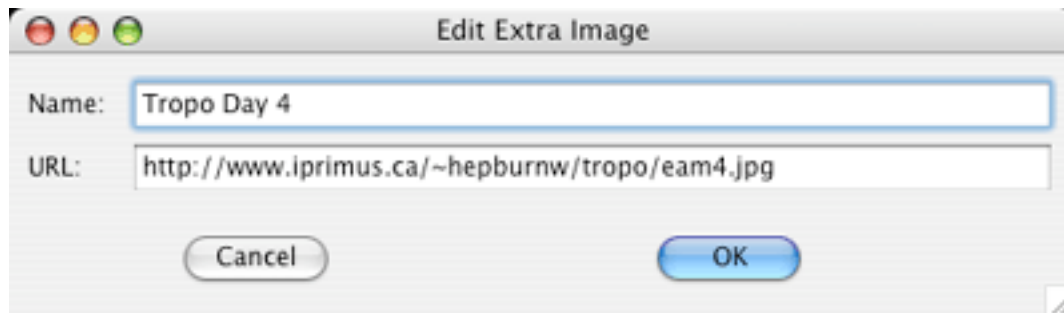 Edit Extra Image
Name: Tropo Day 4
URL: http://www.iprimus.ca/~hepburnw/tropo/eam4.jpg
Cancel OK